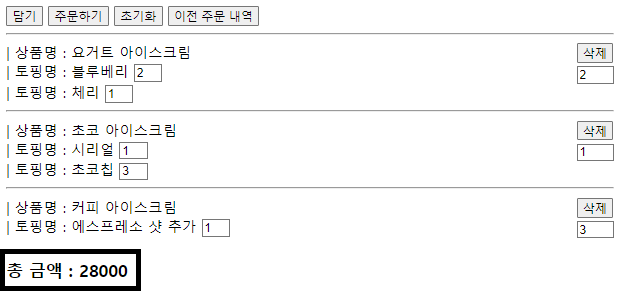 담기 주문하기 초기화 이전 주문 내역
| 상품명 : 요거트 아이스크림 삭제
| 토핑명 : 블루베리 2 2
| 토핑명 : 체리 1
| 상품명 : 초코 아이스크림 삭제
| 토핑명 : 시리얼 1 1
| 토핑명 : 초코칩 3
| 상품명 : 커피 아이스크림 삭제
| 토핑명 : 에스프레소 샷 추가 1 3
총 금액 : 28000